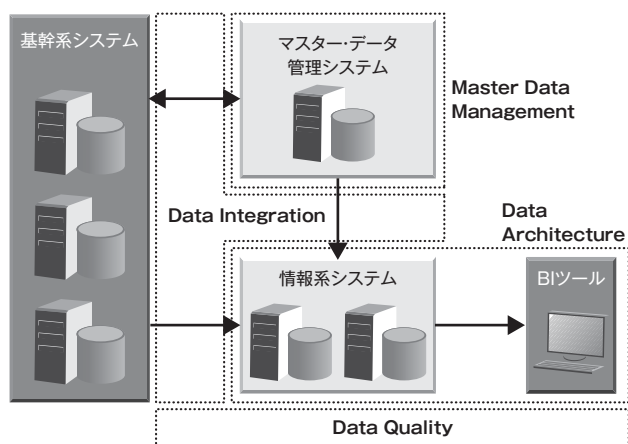 基幹系システム
マスター・データ
管理システム
Master Data
Management
Data Integration
Data
Architecture
情報系システム
BIツール
Data Quality